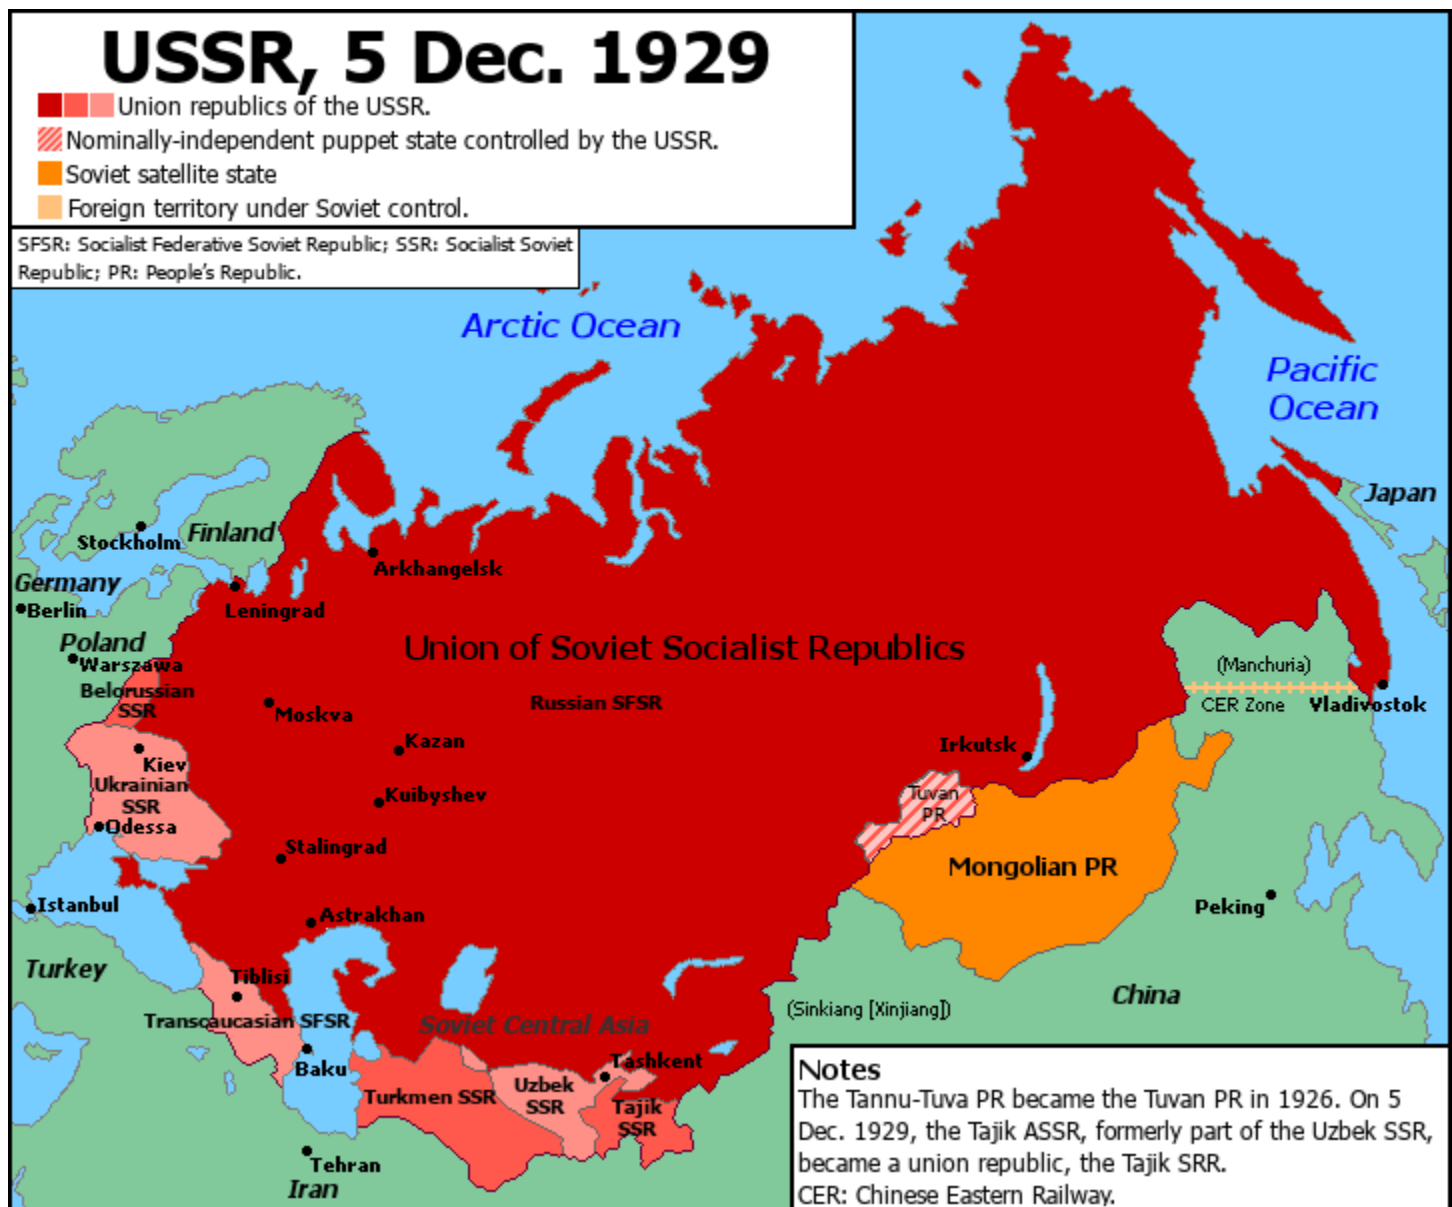 USSR, 5 Dec. 1929
Union republics of the USSR.
Nominally-independent puppet state controlled by the USSR.
Soviet satellite state
Foreign territory under Soviet control.
SFSR: Socialist Federative Soviet Republic; SSR: Socialist Soviet
Republic; PR: People's Republic.
Arctic Ocean
Pacific
Ocean
Japan
Finland
Stockholm
Arkhangelsk
Germany
Berlin
Leningrad
Poland
Warszawa
Union of Soviet Socialist Republics
(Manchuria)
Belorussian
SSR
Russian SFSR
CER Zone
Vladivostok
Moskva
Kazan
Irkutsk
Kiev
Ukrainian
SSR
Kuibyshev
Tuvan
PR
Odessa
Stalingrad
Mongolian PR
Istanbul
Astrakhan
Peking
Turkey
Tiblisi
China
(Sinkiang [Xinjiang])
Transcaucasian SFSR
Soviet Central Asia
Baku
Tashkent
Turkmen SSR
Uzbek
SSR
Tajik
SSR
Tehran
Iran
Notes
The Tannu-Tuva PR became the Tuvan PR in 1926. On 5
Dec. 1929, the Tajik ASSR, formerly part of the Uzbek SSR,
became a union republic, the Tajik SRR.
CER: Chinese Eastern Railway.